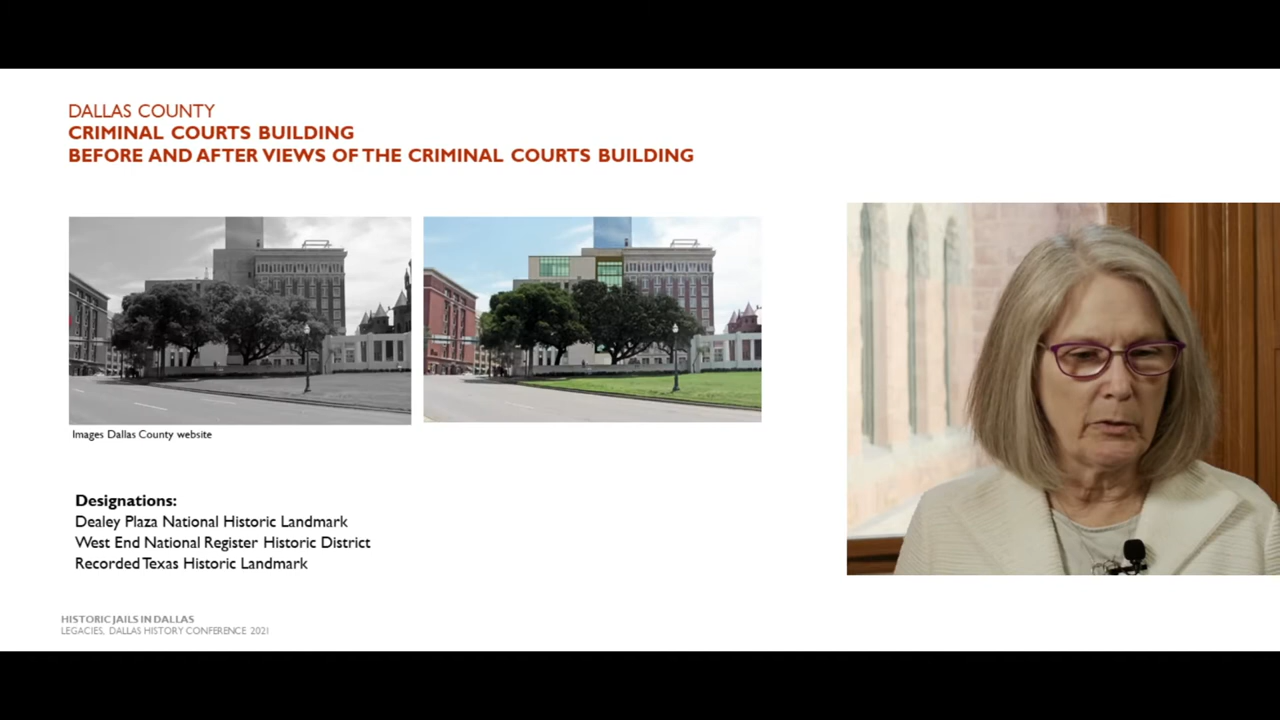 DALLAS COUNTY
CRIMINAL COURTS BUILDING
BEFORE AND AFTER VIEWS OF THE CRIMINAL COURTS BUILDING
Images Dallas County website
Designations:
Dealey Plaza National Historic Landmark
West End National Register Historic District
Recorded Texas Historic Landmark
HISTORIC JAILS IN DALLAS
LEGACIES, DALLAS HISTORY CONFERENCE 2021